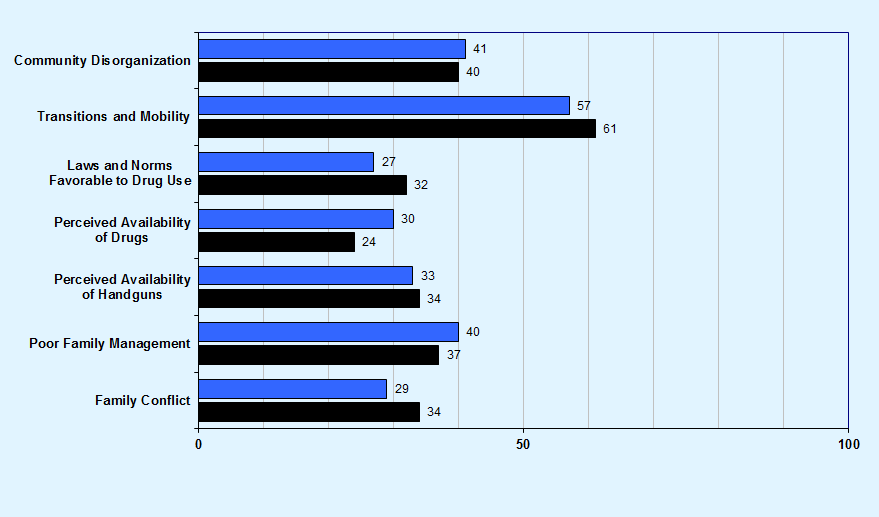 Community Disorganization
41
40
Transitions and Mobility
57
61
Laws and Norms
Favorable to Drug Use
27
32
Perceived Availability
of Drugs
30
24
Perceived Availability
of Handguns
33
34
Poor Family Management
40
37
Family Conflict
29
34
0 50 100